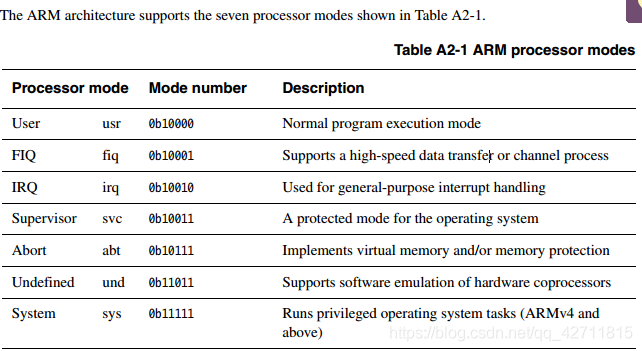 The ARM architecture supports the seven processor modes shown in Table A2-1.
Table A2-1 ARM processor modes
Processor mode Mode number Description
User usr 0b10000 Normal program execution mode
FIQ fiq 0b10001 Supports a high-speed data transfer or channel process
IRQ irq 0b10010 Used for general-purpose interrupt handling
Supervisor svc 0b10011 A protected mode for the operating system
Abort abt 0b10111 Implements virtual memory and/or memory protection
Undefined und 0b11011 Supports software emulation of hardware coprocessors
System sys 0b11111 Runs privileged operating system tasks (ARMv4 and
above)
https://blog.csdn.net/qq_42711815